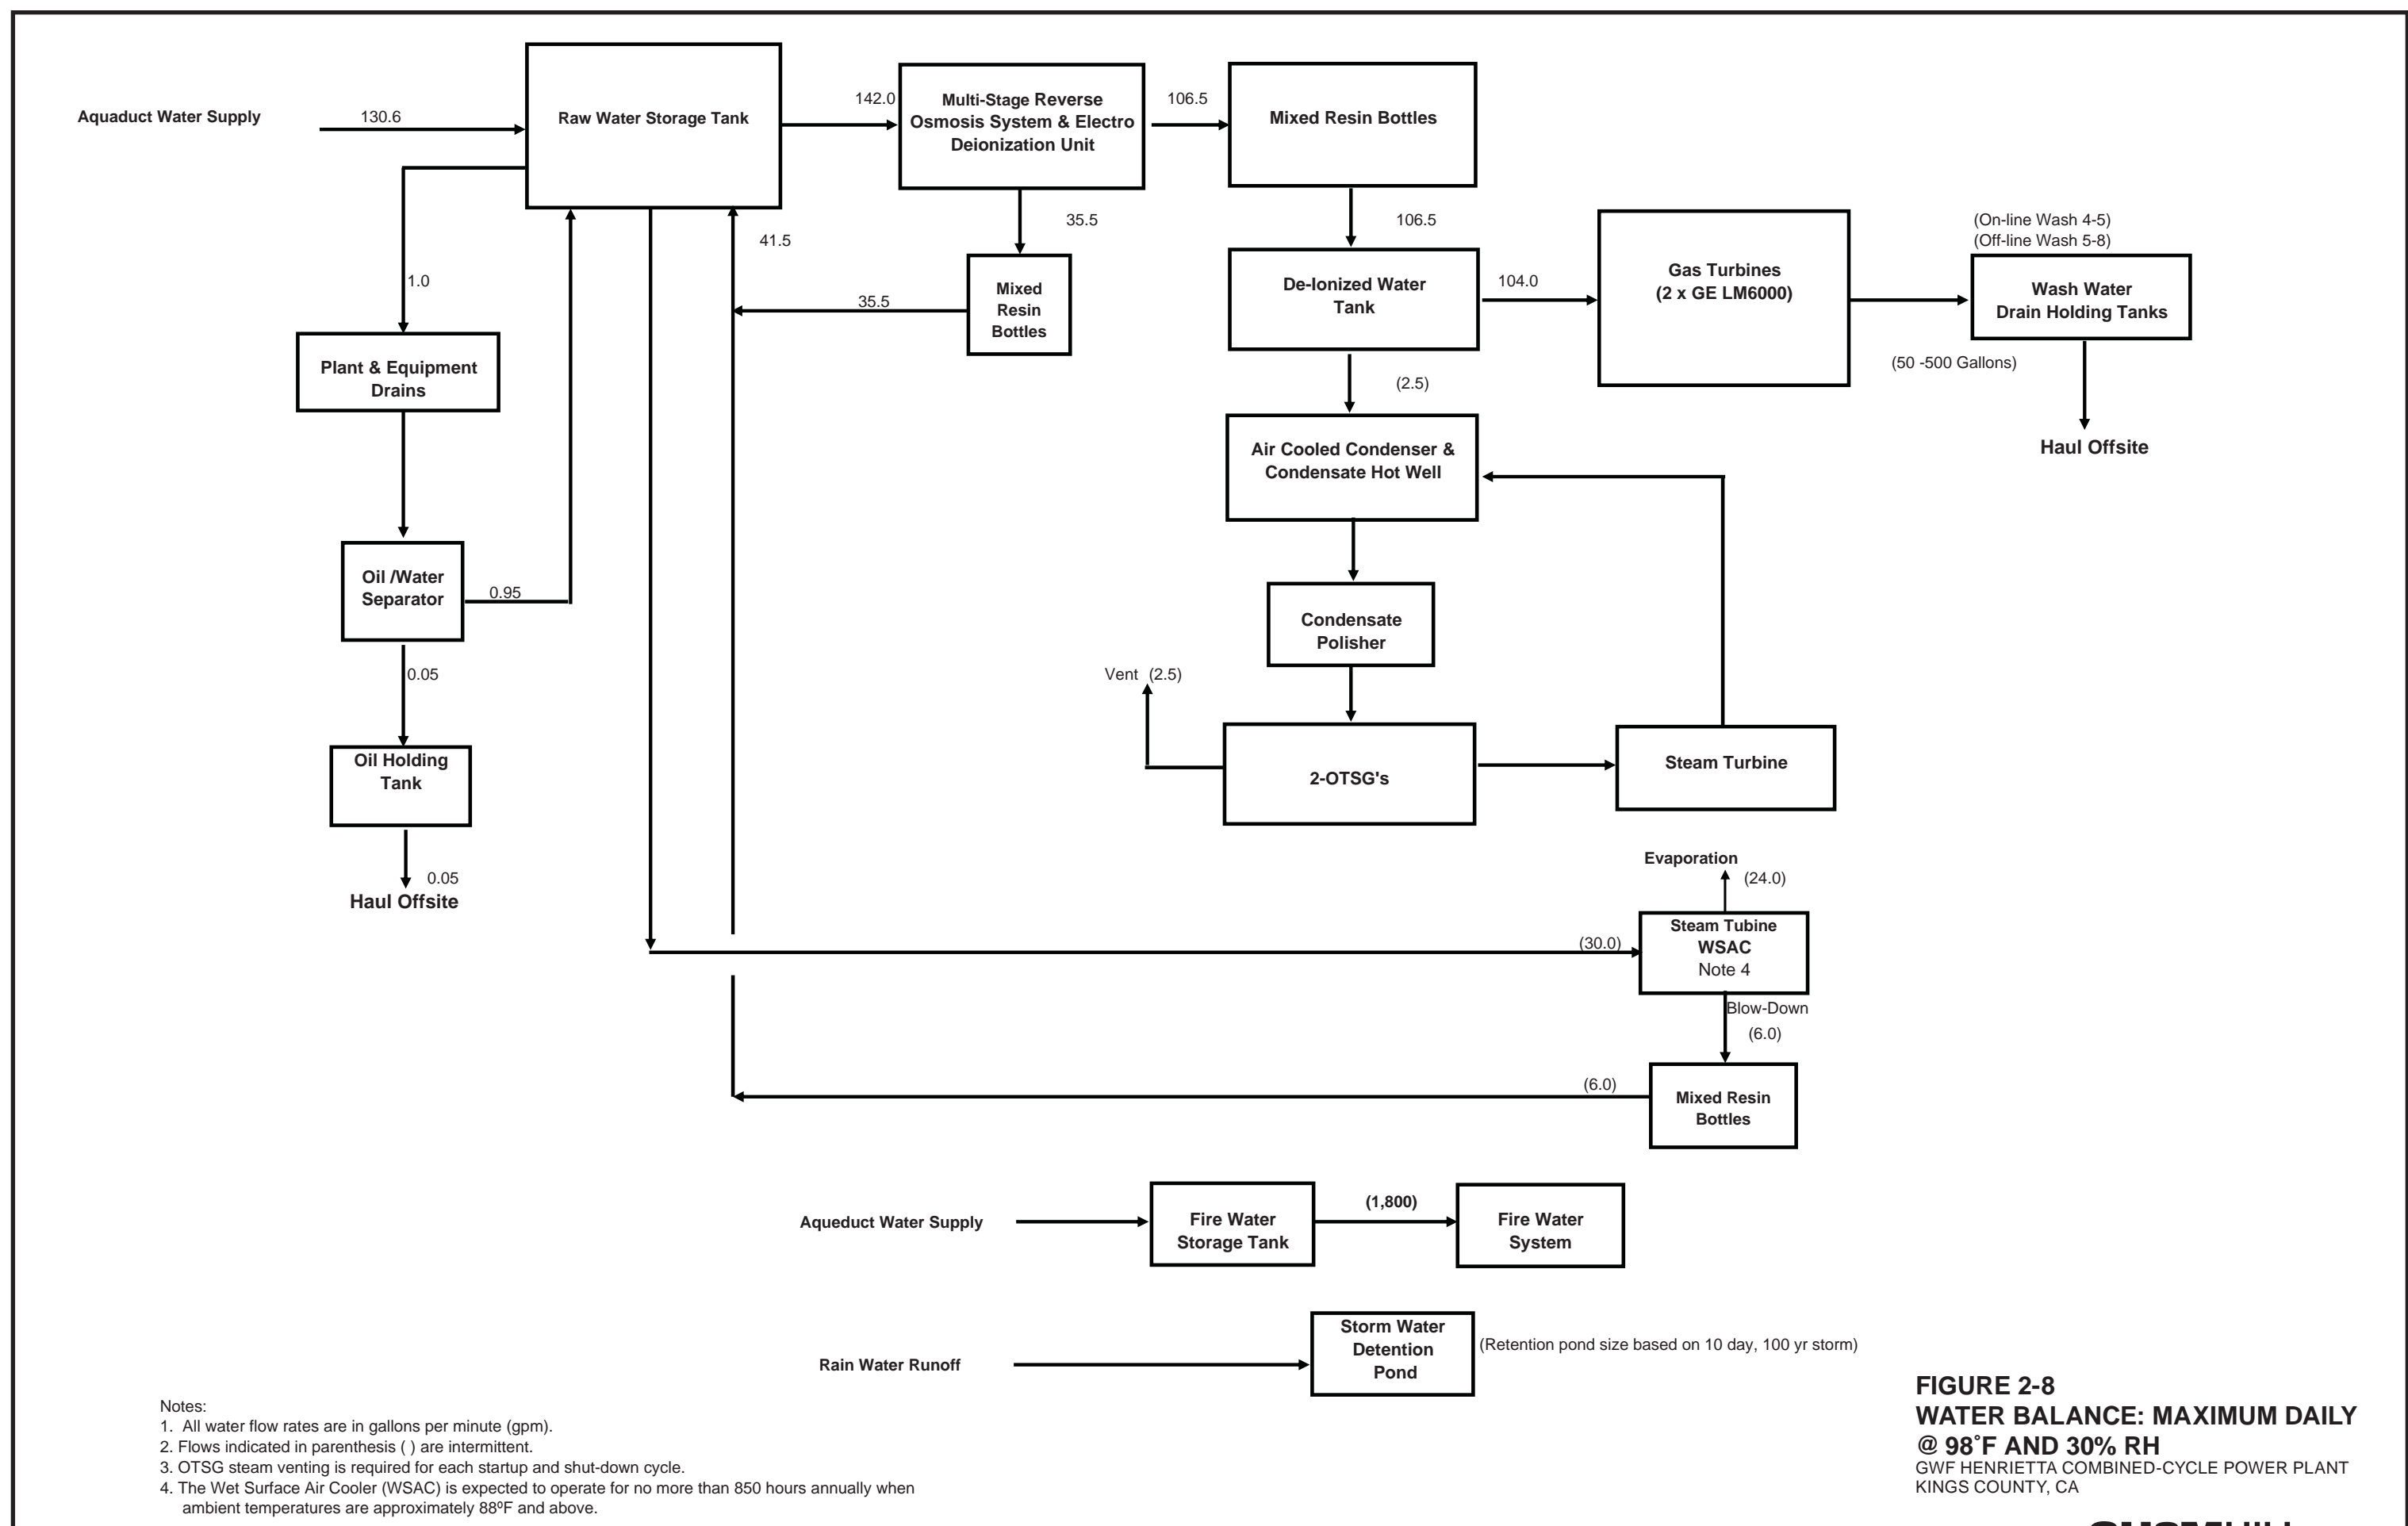 Aquaduct Water Supply
130.6
Raw Water Storage Tank
142.0
Multi-Stage Reverse
Osmosis System & Electro
Deionization Unit
106.5
Mixed Resin Bottles
1.0
41.5
35.5
35.5
Mixed
Resin
Bottles
106.5
De-Ionized Water
Tank
104.0
Gas Turbines
(2 x GE LM6000)
(On-line Wash 4-5)
(Off-line Wash 5-8)
Wash Water
Drain Holding Tanks
(50 -500 Gallons)
Haul Offsite
Plant & Equipment
Drains
(2.5)
Air Cooled Condenser &
Condensate Hot Well
Oil /Water
Separator
0.95
Condensate
Polisher
0.05
Vent (2.5)
Oil Holding
Tank
2-OTSG's
Steam Turbine
0.05
Haul Offsite
Evaporation
(24.0)
(30.0)
Steam Tubine
WSAC
Note 4
Blow-Down
(6.0)
(6.0)
Mixed Resin
Bottles
Aqueduct Water Supply
Fire Water
Storage Tank
(1,800)
Fire Water
System
Rain Water Runoff
Storm Water
Detention
Pond
(Retention pond size based on 10 day, 100 yr storm)
Notes:
1. All water flow rates are in gallons per minute (gpm).
2. Flows indicated in parenthesis ( ) are intermittent.
3. OTSG steam venting is required for each startup and shut-down cycle.
4. The Wet Surface Air Cooler (WSAC) is expected to operate for no more than 850 hours annually when
ambient temperatures are approximately 88ºF and above.
FIGURE 2-8
WATER BALANCE: MAXIMUM DAILY
@ 98˚F AND 30% RH
GWF HENRIETTA COMBINED-CYCLE POWER PLANT
KINGS COUNTY, CA